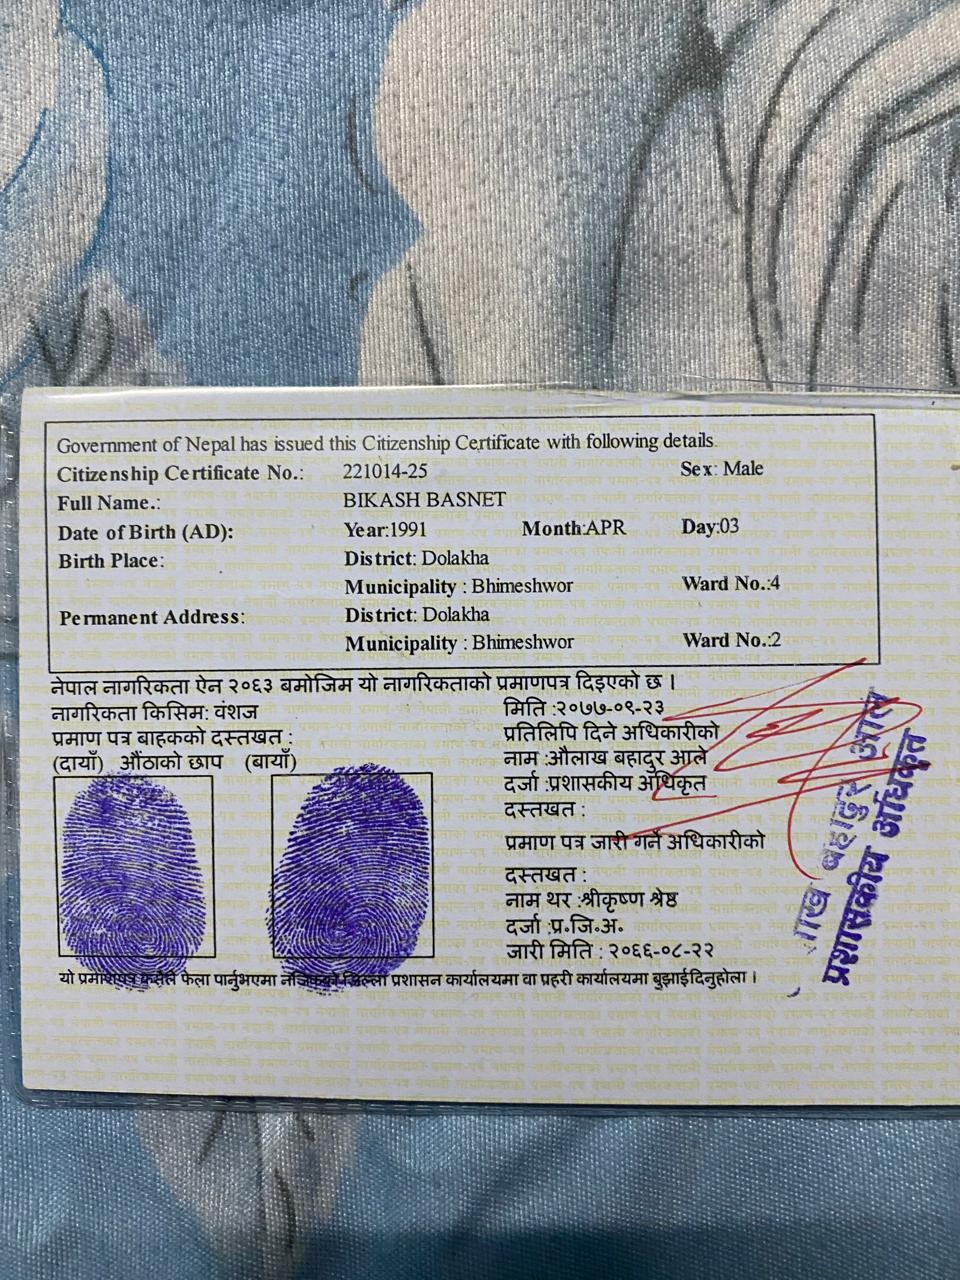 Government of Nepal has issued this Citizenship Certificate with following details.
Citizenship Certificate No.: 221014-25 Sex: Male
Full Name.: BIKASH BASNET
Date of Birth (AD): Year:1991 Month:APR Day:03
Birth Place: District: Dolakha
Municipality : Bhimeshwor Ward No.:4
Permanent Address: District: Dolakha
Municipality : Bhimeshwor Ward No.:2
नेपाल नागरिकता ऐन २०६३ बमोजिम यो नागरिकताको प्रमाणपत्र दिइएको छ ।
नागरिकता किसिम: वंशज
प्रमाण पत्र बाहकको दस्तखत :
(दायाँ) औंठाको छाप (बायाँ)
मिति :२०७७-०९-२३
प्रतिलिपि दिने अधिकारीको
नाम :औलाख बहादुर आले
दर्जा :प्रशासकीय अधिकृत
दस्तखत :
प्रमाण पत्र जारी गर्ने अधिकारीको
दस्तखत :
नाम थर :श्रीकृष्ण श्रेष्ठ
दर्जा :प्र.जि.अ.
जारी मिति : २०६६-०८-२२
यो प्रमाणपत्र कसैले फेला पार्नुभएमा नजिकको जिल्ला प्रशासन कार्यालयमा वा प्रहरी कार्यालयमा बुझाईदिनुहोला ।
बहादुर आले
प्रशासकीय अधिकृत